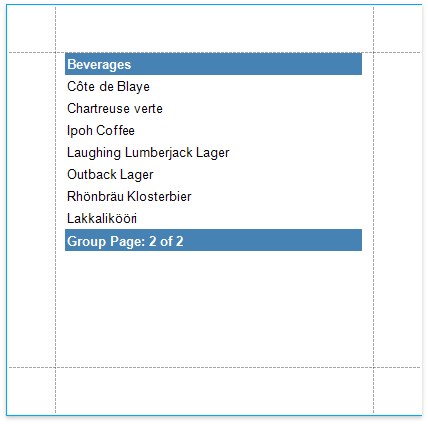 Beverages
Côte de Blaye
Chartreuse verte
Ipoh Coffee
Laughing Lumberjack Lager
Outback Lager
Rhönbräu Klosterbier
Lakkalikööri
Group Page: 2 of 2